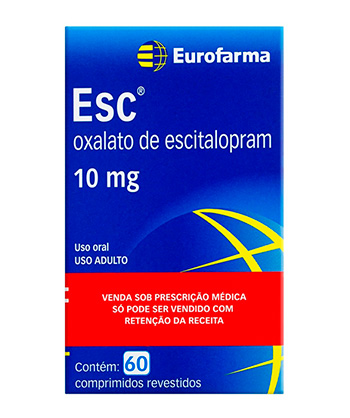 Eurofarma
Esc®
oxalato de escitalopram
10 mg
Uso oral
USO ADULTO
VENDA SOB PRESCRIÇÃO MÉDICA
SÓ PODE SER VENDIDO COM
RETENÇÃO DA RECEITA
Contém: 60
comprimidos revestidos